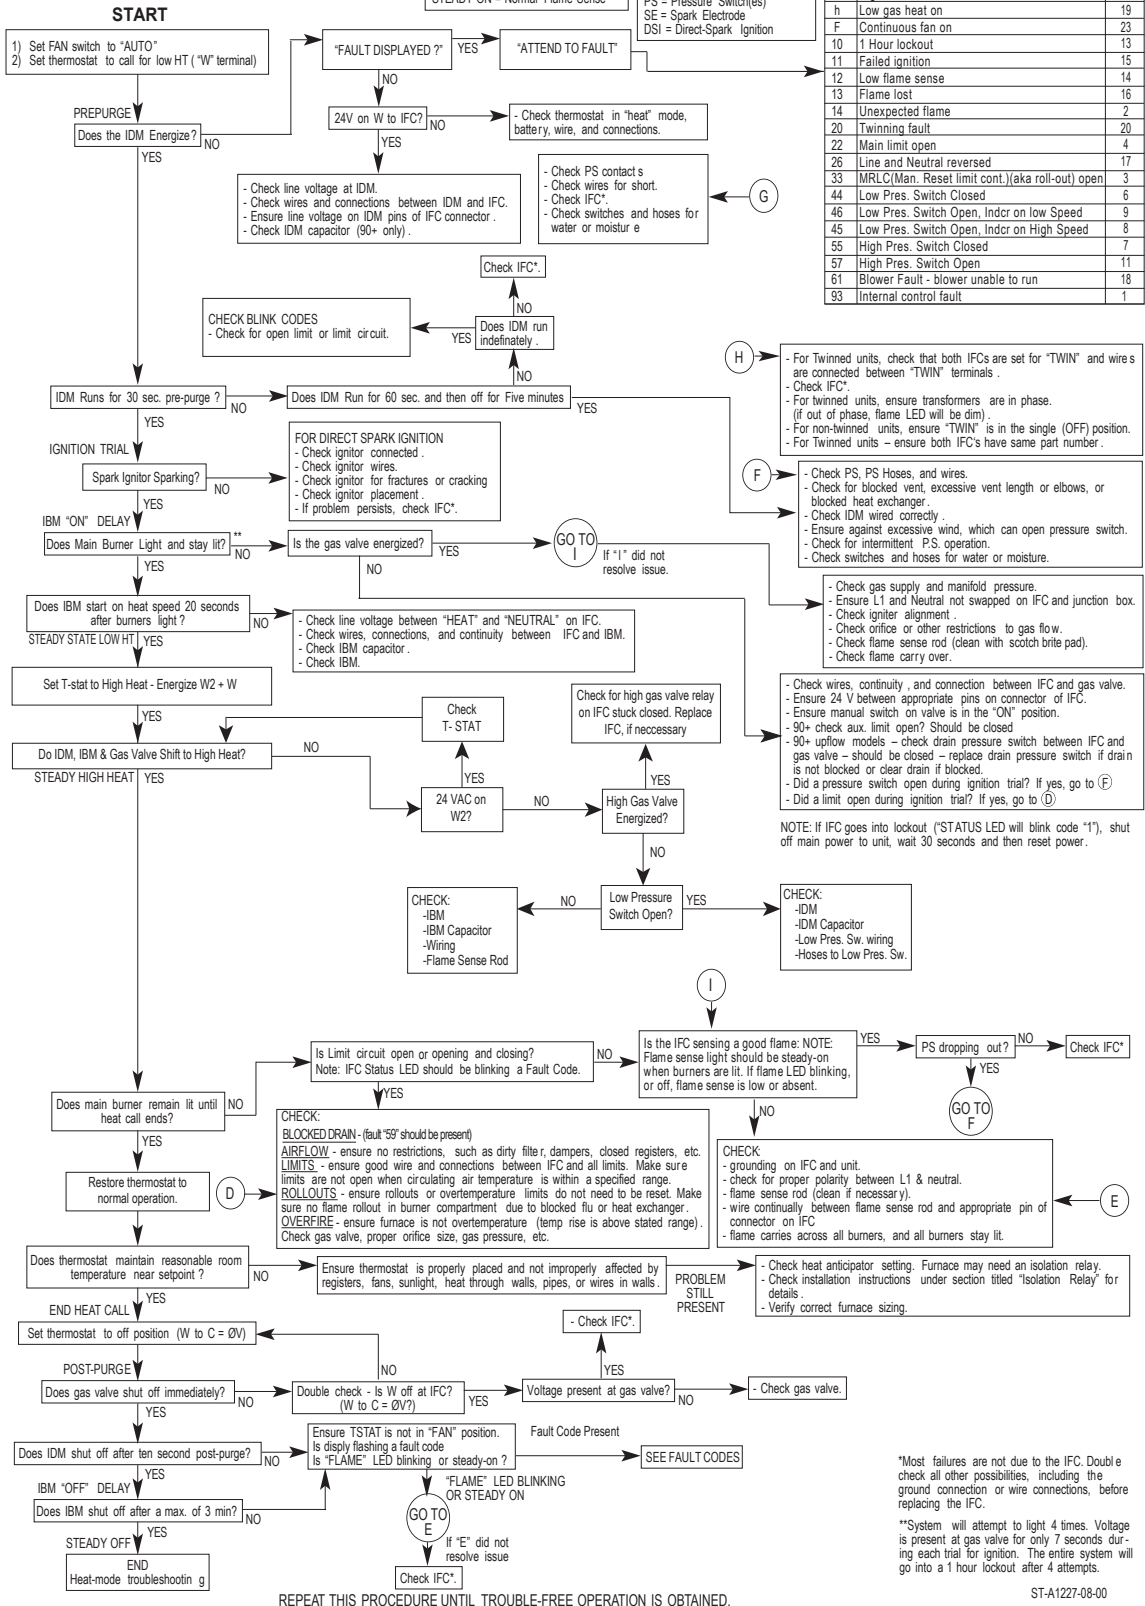 START
STEADY ON = Normal Flame Sense
PS = Pressure Switch(es)
SE = Spark Electrode
DSI = Direct-Spark Ignition
h Low gas heat on 19
F Continuous fan on 23
10 1 Hour lockout 13
11 Failed ignition 15
12 Low flame sense 14
13 Flame lost 16
14 Unexpected flame 2
20 Twinning fault 20
22 Main limit open 4
26 Line and Neutral reversed 17
33 MRLC(Man. Reset limit cont.)(aka roll-out) open 3
44 Low Pres. Switch Closed 6
46 Low Pres. Switch Open, Indcr on low Speed 9
45 Low Pres. Switch Open, Indcr on High Speed 8
55 High Pres. Switch Closed 7
57 High Pres. Switch Open 11
61 Blower Fault - blower unable to run 18
93 Internal control fault 1
1) Set FAN switch to “AUTO”
2) Set thermostat to call for low HT ( “W” terminal)
“FAULT DISPLAYED ?”
YES
“ATTEND TO FAULT”
NO
PREPURGE
Does the IDM Energize?
NO
YES
24V on W to IFC?
NO
YES
- Check thermostat in “heat” mode,
battery, wire, and connections.
- Check line voltage at IDM.
- Check wires and connections between IDM and IFC.
- Ensure line voltage on IDM pins of IFC connector .
- Check IDM capacitor (90+ only) .
- Check PS contact s
- Check wires for short.
- Check IFC*.
- Check switches and hoses for
water or moistur e
G
Check IFC*.
NO
CHECK BLINK CODES
- Check for open limit or limit circuit.
YES
Does IDM run
indefinately .
NO
IDM Runs for 30 sec. pre-purge ?
NO
Does IDM Run for 60 sec. and then off for Five minutes
YES
YES
H
- For Twinned units, check that both IFCs are set for “TWIN” and wire s
are connected between “TWIN” terminals .
- Check IFC*.
- For twinned units, ensure transformers are in phase.
(if out of phase, flame LED will be dim) .
- For non-twinned units, ensure “TWIN” is in the single (OFF) position.
- For Twinned units – ensure both IFC's have same part number .
IGNITION TRIAL
Spark Ignitor Sparking?
NO
YES
FOR DIRECT SPARK IGNITION
- Check ignitor connected .
- Check ignitor wires.
- Check ignitor for fractures or cracking
- Check ignitor placement .
- If problem persists, check IFC*.
F
- Check PS, PS Hoses, and wires.
- Check for blocked vent, excessive vent length or elbows, or
blocked heat exchanger .
- Check IDM wired correctly .
- Ensure against excessive wind, which can open pressure switch.
- Check for intermittent P.S. operation.
- Check switches and hoses for water or moisture.
IBM “ON” DELAY
Does Main Burner Light and stay lit?
**
NO
YES
Is the gas valve energized?
YES
NO
GO TO
I
If “I ” did not
resolve issue.
- Check gas supply and manifold pressure.
- Ensure L1 and Neutral not swapped on IFC and junction box.
- Check igniter alignment .
- Check orifice or other restrictions to gas flow.
- Check flame sense rod (clean with scotch brite pad).
- Check flame carry over.
Does IBM start on heat speed 20 seconds
after burners light ?
NO
- Check line voltage between “HEAT” and “NEUTRAL” on IFC.
- Check wires, connections, and continuity between IFC and IBM.
- Check IBM capacitor .
- Check IBM.
STEADY STATE LOW HT
YES
Set T-stat to High Heat - Energize W2 + W
YES
- Check wires, continuity , and connection between IFC and gas valve.
- Ensure 24 V between appropriate pins on connector of IFC.
- Ensure manual switch on valve is in the “ON” position.
- 90+ check aux. limit open? Should be closed
- 90+ upflow models – check drain pressure switch between IFC and
gas valve – should be closed – replace drain pressure switch if drain
is not blocked or clear drain if blocked.
- Did a pressure switch open during ignition trial? If yes, go to F
- Did a limit open during ignition trial? If yes, go to D
NOTE: If IFC goes into lockout (“STATUS LED will blink code “1”), shut
off main power to unit, wait 30 seconds and then reset power .
Check
T- STAT
Check for high gas valve relay
on IFC stuck closed. Replace
IFC, if neccessary
Do IDM, IBM & Gas Valve Shift to High Heat?
NO
STEADY HIGH HEAT
YES
YES
YES
24 VAC on
W2?
NO
High Gas Valve
Energized?
NO
CHECK:
-IBM
-IBM Capacitor
-Wiring
-Flame Sense Rod
NO
Low Pressure
Switch Open?
YES
CHECK:
-IDM
-IDM Capacitor
-Low Pres. Sw. wiring
-Hoses to Low Pres. Sw.
I
Is Limit circuit open or opening and closing?
Note: IFC Status LED should be blinking a Fault Code.
NO
YES
Is the IFC sensing a good flame: NOTE:
Flame sense light should be steady-on
when burners are lit. If flame LED blinking,
or off, flame sense is low or absent.
YES
NO
PS dropping out?
NO
Check IFC*
YES
GO TO
F
Does main burner remain lit until
heat call ends?
NO
YES
CHECK:
BLOCKED DRAIN - (fault “59” should be present)
AIRFLOW - ensure no restrictions, such as dirty filte r, dampers, closed registers, etc.
LIMITS - ensure good wire and connections between IFC and all limits. Make sur e
limits are not open when circulating air temperature is within a specified range.
ROLLOUTS - ensure rollouts or overtemperature limits do not need to be reset. Make
sure no flame rollout in burner compartment due to blocked flu or heat exchanger .
OVERFIRE - ensure furnace is not overtemperature (temp rise is above stated range) .
Check gas valve, proper orifice size, gas pressure, etc.
D
CHECK:
- grounding on IFC and unit.
- check for proper polarity between L1 & neutral.
- flame sense rod (clean if necessar y).
- wire continually between flame sense rod and appropriate pin of
connector on IFC
- flame carries across all burners, and all burners stay lit.
E
Restore thermostat to
normal operation.
Does thermostat maintain reasonable room
temperature near setpoint ?
NO
YES
Ensure thermostat is properly placed and not improperly affected by
registers, fans, sunlight, heat through walls, pipes, or wires in walls .
PROBLEM
STILL
PRESENT
- Check heat anticipator setting. Furnace may need an isolation relay.
- Check installation instructions under section titled “Isolation Relay” for
details .
- Verify correct furnace sizing.
END HEAT CALL
Set thermostat to off position (W to C = ØV)
- Check IFC*.
POST-PURGE
NO
YES
Does gas valve shut off immediately?
NO
YES
Double check - Is W off at IFC?
(W to C = ØV?)
YES
Voltage present at gas valve?
NO
- Check gas valve.
Does IDM shut off after ten second post-purge?
NO
YES
Ensure TSTAT is not in “FAN” position.
Is disply flashing a fault code
Is “FLAME” LED blinking or steady-on ?
Fault Code Present
SEE FAULT CODES
IBM “OFF” DELAY
Does IBM shut off after a max. of 3 min?
NO
“FLAME” LED BLINKING
OR STEADY ON
GO TO
E
If “E” did not
resolve issue
Check IFC*.
STEADY OFF
YES
END
Heat-mode troubleshootin g
*Most failures are not due to the IFC. Doubl e
check all other possibilities, including the
ground connection or wire connections, before
replacing the IFC.
**System will attempt to light 4 times. Voltage
is present at gas valve for only 7 seconds dur-
ing each trial for ignition. The entire system will
go into a 1 hour lockout after 4 attempts.
ST-A1227-08-00
REPEAT THIS PROCEDURE UNTIL TROUBLE-FREE OPERATION IS OBTAINED.